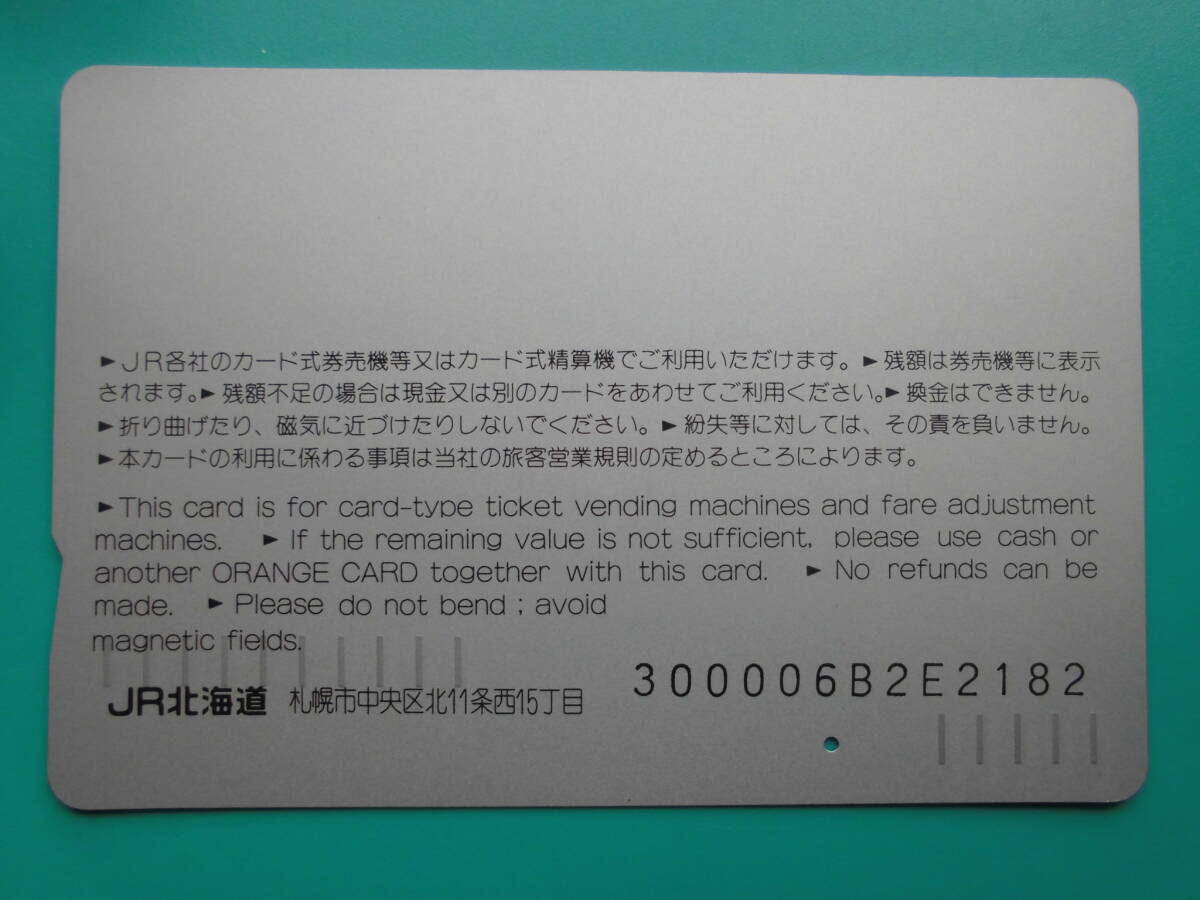 ►JR各社のカード式券売機等又はカード式精算機でご利用いただけます。►残額は券売機等に表示
されます。►残額不足の場合は現金又は別のカードをあわせてご利用ください。►換金はできません。
►折り曲げたり、磁気に近づけたりしないでください。►紛失等に対しては、その責を負いません。
►本カードの利用に係わる事項は当社の旅客営業規則の定めるところによります。
►This card is for card-type ticket vending machines and fare adjustment
machines. ►If the remaining value is not sufficient, please use cash or
another ORANGE CARD together with this card. ►No refunds can be
made. ►Please do not bend ; avoid
magnetic fields.
JR北海道 札幌市中央区北11条西15丁目
300006B2E2182